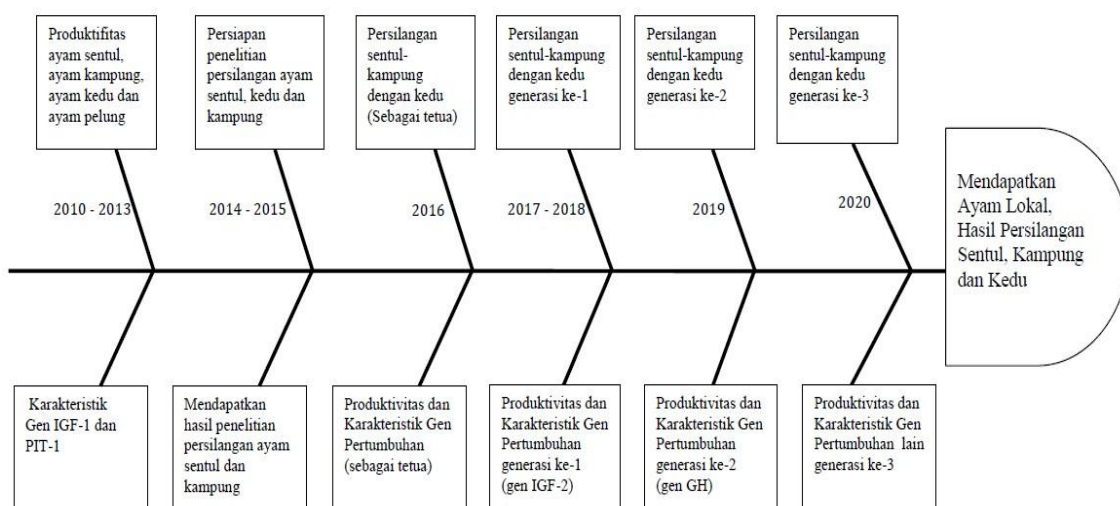 Produktifitas
ayam sentul,
ayam kampung,
ayam kedu dan
ayam pelung
Persiapan
penelitian
persilangan ayam
sentul, kedu dan
kampung
Persilangan
sentul-
kampung
dengan kedu
(Sebagai tetua)
Persilangan
sentul-kampung
dengan kedu
generasi ke-1
Persilangan
sentul-kampung
dengan kedu
generasi ke-2
Persilangan
sentul-kampung
dengan kedu
generasi ke-3
2010 - 2013
2014 - 2015
2016
2017 - 2018
2019
2020
Mendapatkan
Ayam Lokal,
Hasil Persilangan
Sentul, Kampung
dan Kedu
Karakteristik
Gen IGF-1 dan
PIT-1
Mendapatkan
hasil penelitian
persilangan ayam
sentul dan
kampung
Produktivitas dan
Karakteristik Gen
Pertumbuhan
(sebagai tetua)
Produktivitas dan
Karakteristik Gen
Pertumbuhan
generasi ke-1
(gen IGF-2)
Produktivitas dan
Karakteristik Gen
Pertumbuhan
generasi ke-2
(gen GH)
Produktivitas dan
Karakteristik Gen
Pertumbuhan lain
generasi ke-3